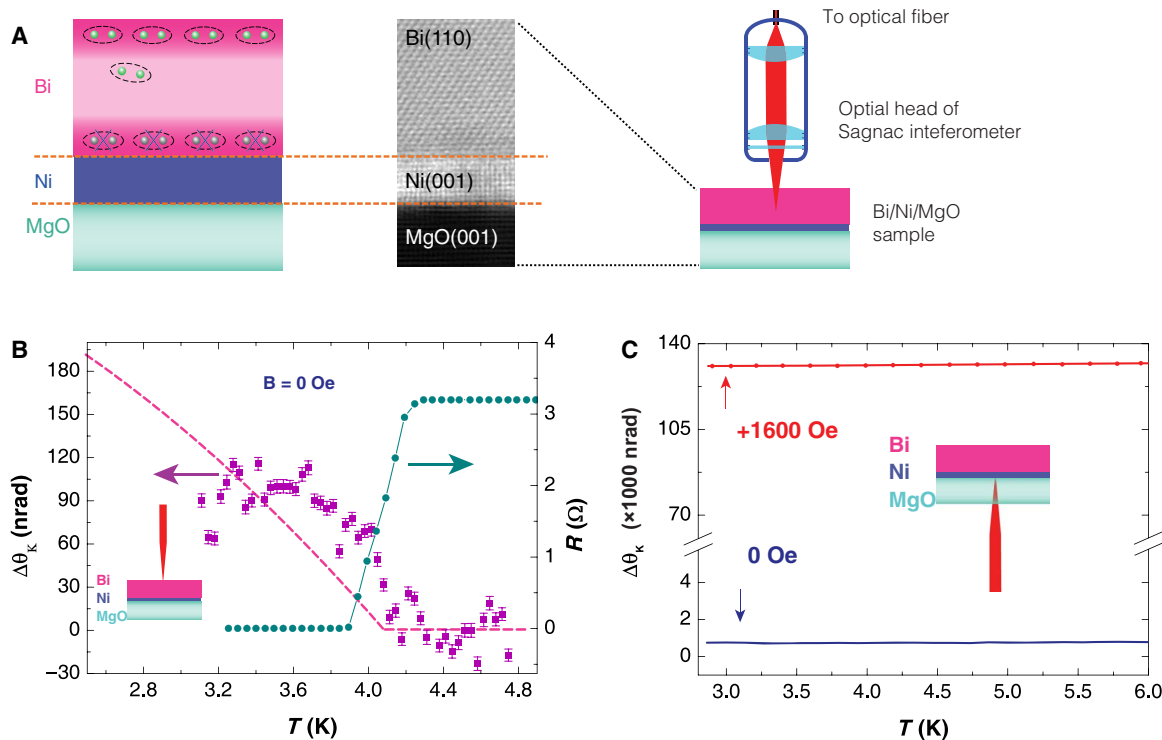 A
Bi
Ni
MgO
Bi(110)
Ni(001)
MgO(001)
To optical fiber
Optial head of
Sagnac inteferometer
Bi/Ni/MgO
sample
B
B = 0 Oe
Δθ_K (nrad)
180
150
120
90
60
30
0
−30
4
3
2
1
0
R (Ω)
Bi
Ni
MgO
2.8 3.2 3.6 4.0 4.4 4.8
T (K)
C
Δθ_K (×1000 nrad)
140
105
70
4
2
0
+1600 Oe
0 Oe
Bi
Ni
MgO
3.0 3.5 4.0 4.5 5.0 5.5 6.0
T (K)